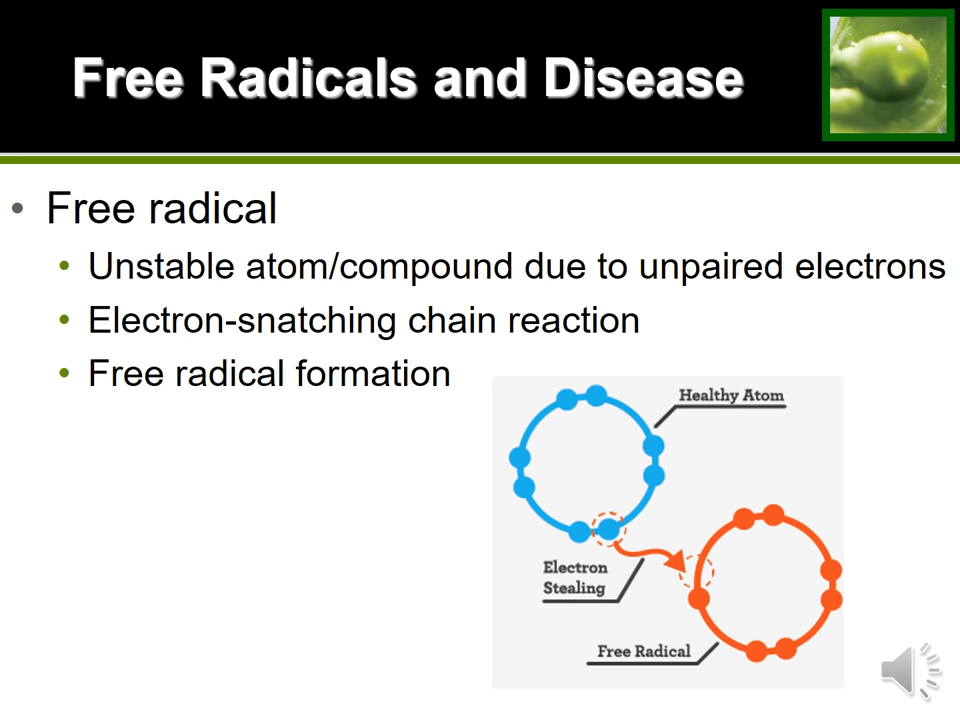 Free Radicals and Disease
• Free radical
• Unstable atom/compound due to unpaired electrons
• Electron-snatching chain reaction
• Free radical formation
Healthy Atom
Electron
Stealing
Free Radical